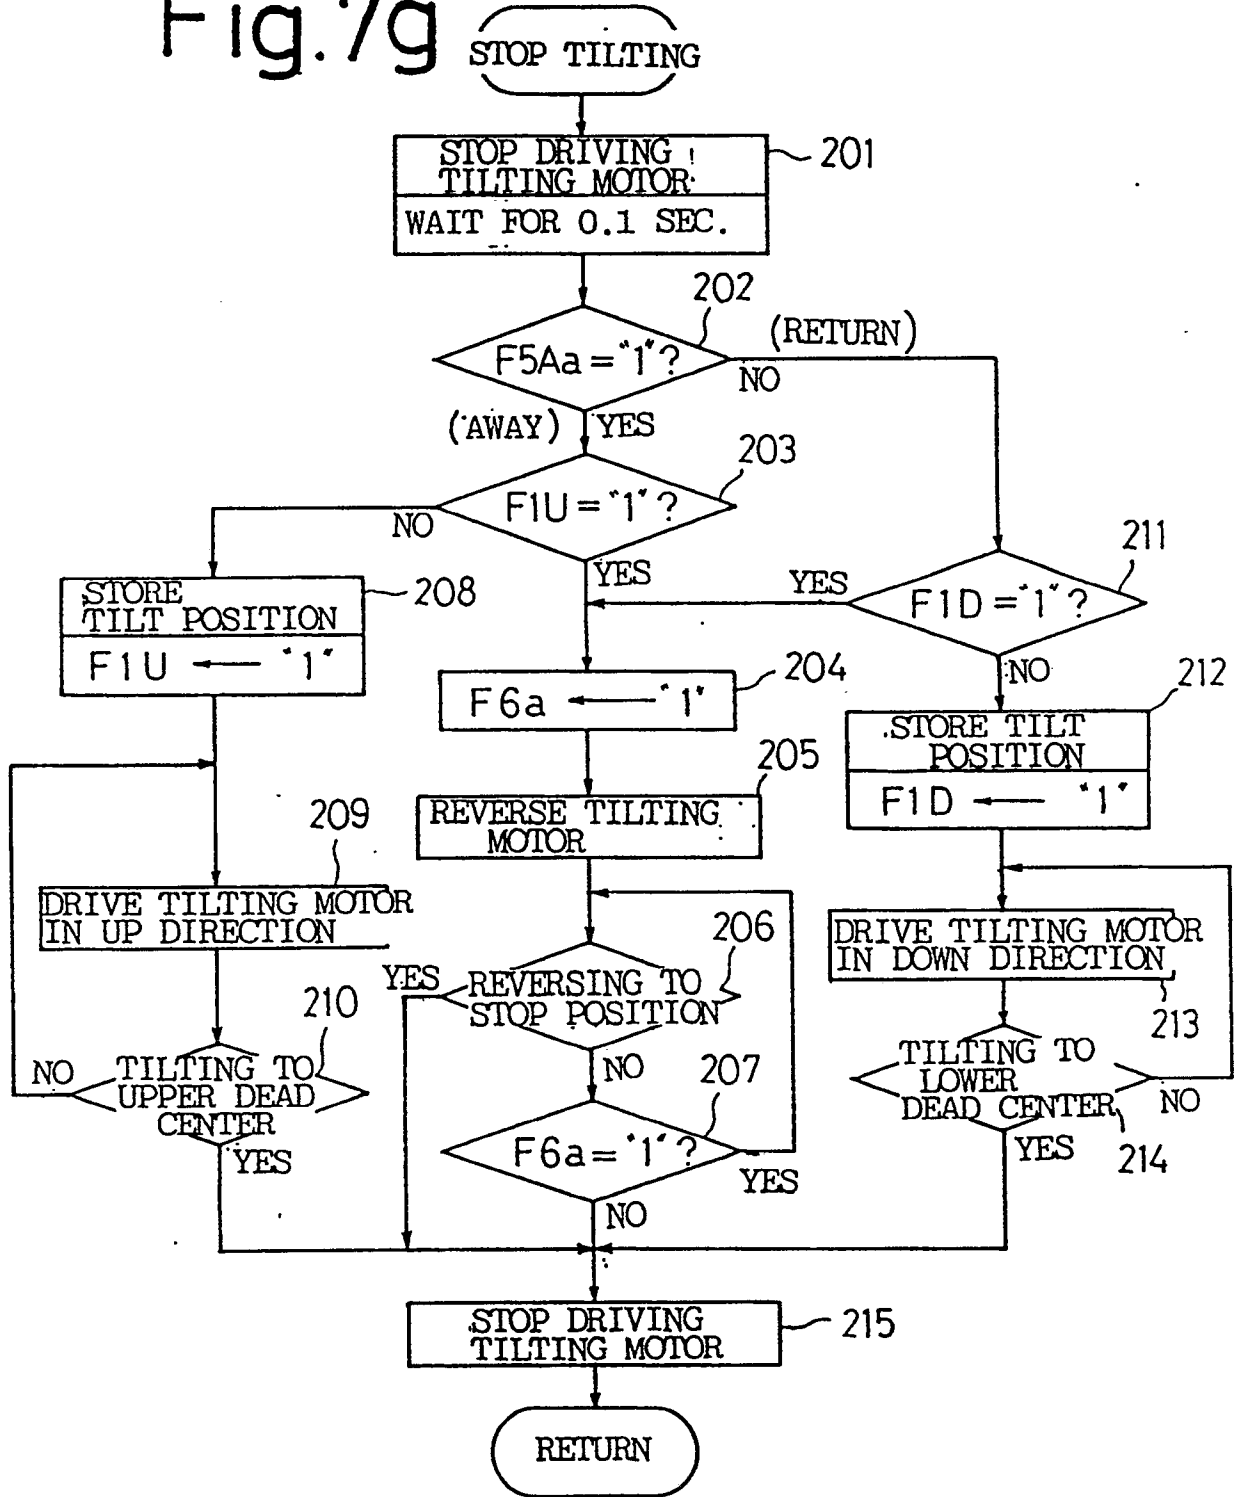 Fig.7g
STOP TILTING
STOP DRIVING
TILTING MOTOR
201
WAIT FOR 0.1 SEC.
202
F5Aa = "1" ?
(RETURN)
NO
(AWAY)
YES
203
F1U = "1" ?
NO
YES
211
F1D = "1" ?
YES
NO
STORE
TILT POSITION
208
F1U ← "1"
204
F6a ← "1"
212
STORE TILT
POSITION
F1D ← "1"
205
REVERSE TILTING
MOTOR
209
DRIVE TILTING MOTOR
IN UP DIRECTION
206
REVERSING TO
STOP POSITION
YES
NO
DRIVE TILTING MOTOR
IN DOWN DIRECTION
213
210
TILTING TO
UPPER DEAD
CENTER
NO
YES
207
F6a = "1" ?
YES
NO
TILTING TO
LOWER
DEAD CENTER
NO
YES
214
STOP DRIVING
TILTING MOTOR
215
RETURN